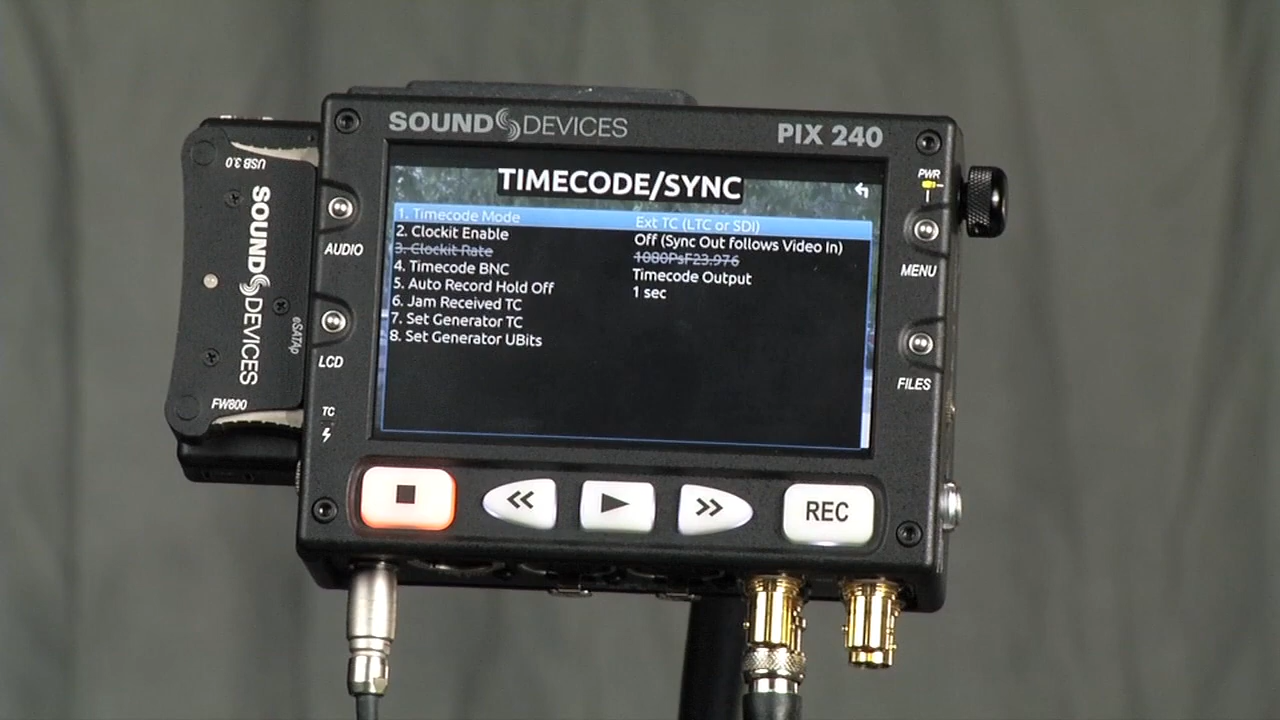 SOUND DEVICES
PIX 240
USB 3.0
SOUND DEVICES
eSATAp
FW800
AUDIO
LCD
TC
TIMECODE/SYNC
1. Timecode Mode Ext TC (LTC or SDI)
2. Clockit Enable Off (Sync Out follows Video In)
3. Clockit Rate 1080PsF23.976
4. Timecode BNC Timecode Output
5. Auto Record Hold Off 1 sec
6. Jam Received TC
7. Set Generator TC
8. Set Generator UBits
PWR
MENU
FILES
REC